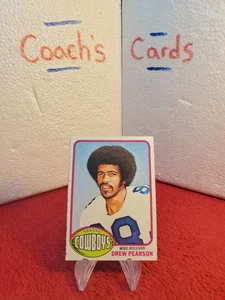 Coach's Cards
COWBOYS
WIDE RECEIVER
DREW PEARSON